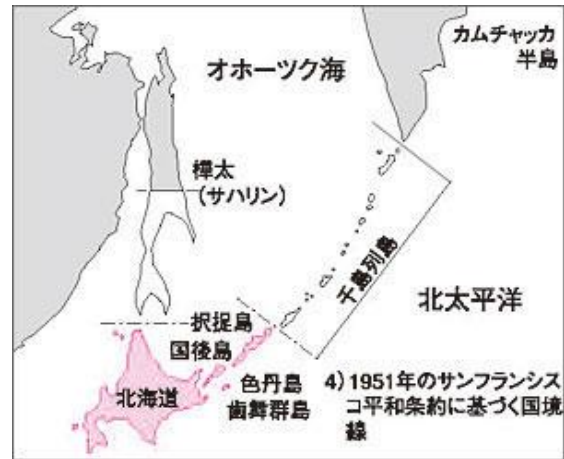 カムチャッカ
半島
オホーツク海
樺太
(サハリン)
千島列島
北太平洋
択捉島
国後島
色丹島
歯舞群島
北海道
4) 1951年のサンフランシス
コ平和条約に基づく国境
線